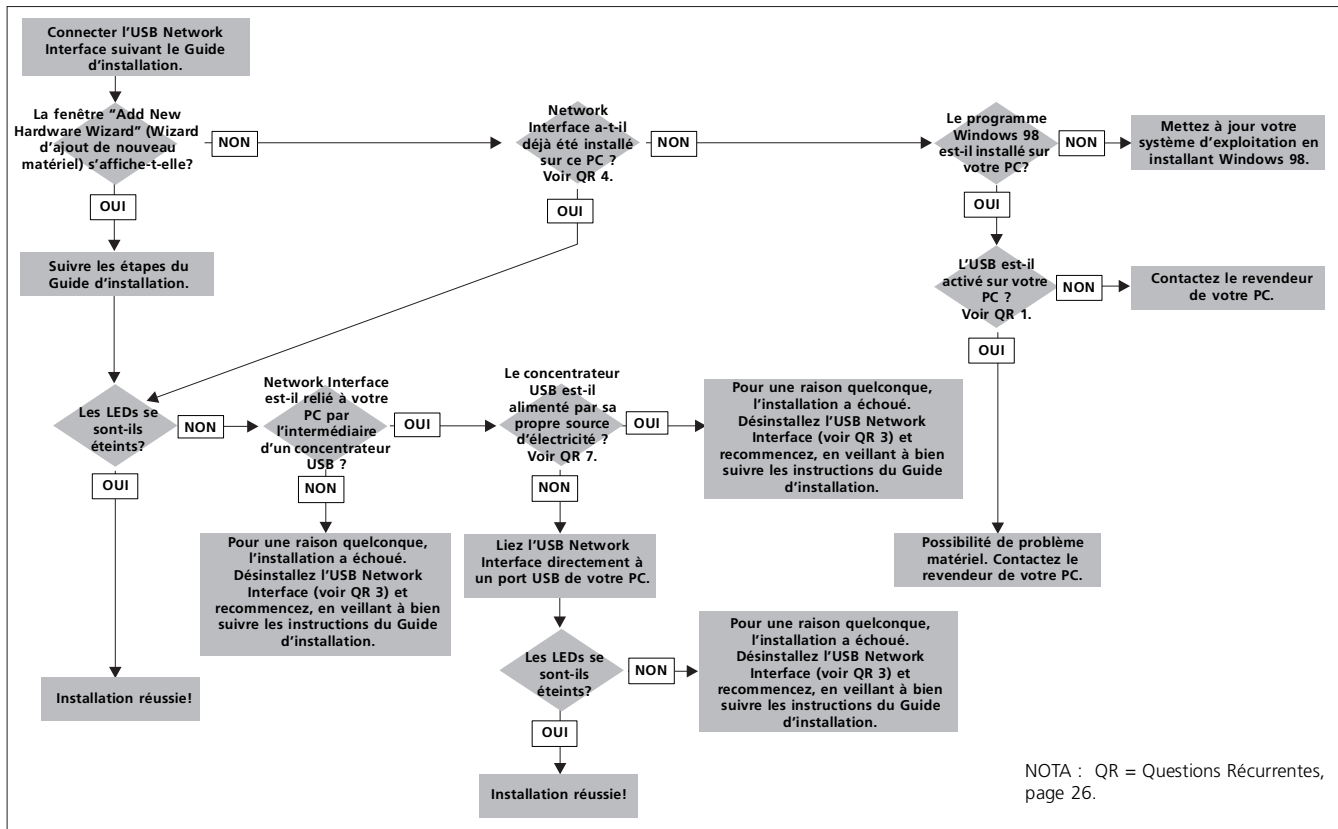 Connecter l’USB Network
Interface suivant le Guide
d’installation.
La fenêtre “Add New
Hardware Wizard” (Wizard
d’ajout de nouveau
matériel) s’affiche-t-elle?
NON
Network
Interface a-t-il
déjà été installé
sur ce PC ?
Voir QR 4.
NON
Le programme
Windows 98
est-il installé sur
votre PC?
NON
Mettez à jour votre
système d’exploitation en
installant Windows 98.
OUI
OUI
OUI
Suivre les étapes du
Guide d’installation.
L’USB est-il
activé sur votre
PC ?
Voir QR 1.
NON
Contactez le revendeur
de votre PC.
OUI
Les LEDs se
sont-ils
éteints?
NON
Network Interface
est-il relié à votre
PC par
l’intermédiaire
d’un concentrateur
USB ?
OUI
Le concentrateur
USB est-il
alimenté par sa
propre source
d’électricité ?
Voir QR 7.
OUI
Pour une raison quelconque,
l’installation a échoué.
Désinstallez l’USB Network
Interface (voir QR 3) et
recommencez, en veillant à bien
suivre les instructions du Guide
d’installation.
OUI
NON
NON
Pour une raison quelconque,
l’installation a échoué.
Désinstallez l’USB Network
Interface (voir QR 3) et
recommencez, en veillant à bien
suivre les instructions du Guide
d’installation.
Liez l’USB Network
Interface directement à
un port USB de votre PC.
Possibilité de problème
matériel. Contactez le
revendeur de votre PC.
Les LEDs se
sont-ils
éteints?
NON
Pour une raison quelconque,
l’installation a échoué.
Désinstallez l’USB Network
Interface (voir QR 3) et
recommencez, en veillant à bien
suivre les instructions du Guide
d’installation.
Installation réussie!
OUI
Installation réussie!
NOTA : QR = Questions Récurrentes,
page 26.